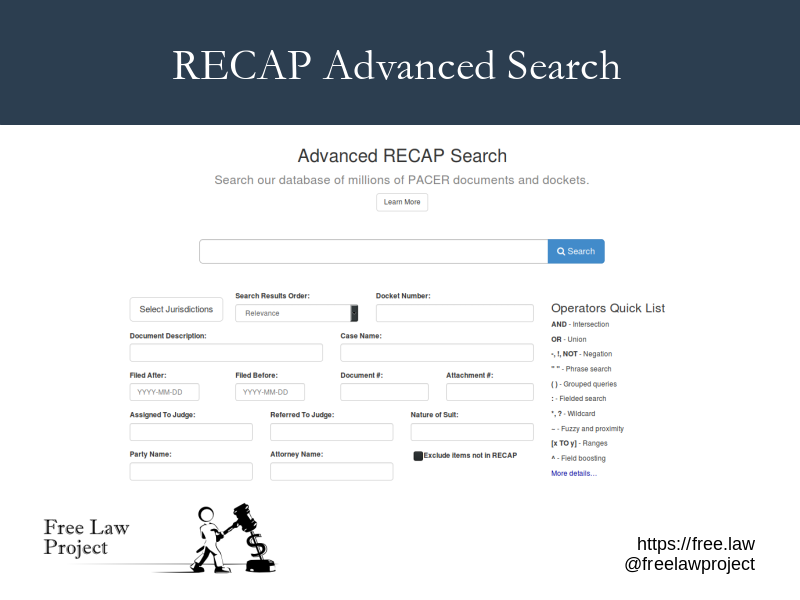 RECAP Advanced Search
Advanced RECAP Search
Search our database of millions of PACER documents and dockets.
Learn More
Search
Select Jurisdictions
Search Results Order:
Relevance
Docket Number:
Document Description:
Case Name:
Filed After:
YYYY-MM-DD
Filed Before:
YYYY-MM-DD
Document #:
Attachment #:
Assigned To Judge:
Referred To Judge:
Nature of Suit:
Party Name:
Attorney Name:
Exclude items not in RECAP
Operators Quick List
AND - Intersection
OR - Union
-, !, NOT - Negation
" " - Phrase search
( ) - Grouped queries
: - Fielded search
*, ? - Wildcard
~ - Fuzzy and proximity
[x TO y] - Ranges
^ - Field boosting
More details...
Free Law
Project
$
https://free.law
@freelawproject